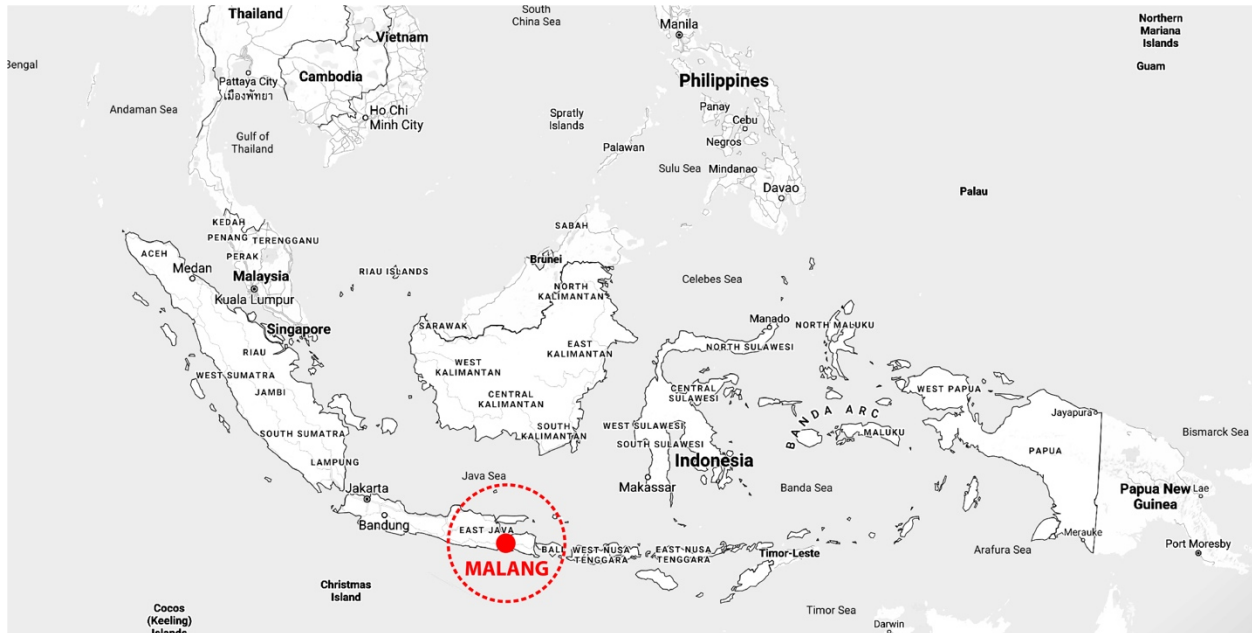 Thailand
South
China Sea
Manila
Northern
Mariana
Islands
Guam
Vietnam
Bengal
Cambodia
Pattaya City
เมืองพัทยา
Philippines
Andaman Sea
Ho Chi
Minh City
Panay
Cebu
Spratly
Islands
Gulf of
Thailand
Negros
Palawan
Sulu Sea
Mindanao
Davao
Palau
KEDAH
PENANG
TERENGGANU
SABAH
ACEH
PERAK
Medan
Malaysia
Kuala Lumpur
RIAU ISLANDS
Brunei
Celebes Sea
NORTH
KALIMANTAN
Singapore
SARAWAK
Manado
NORTH MALUKU
RIAU
NORTH SULAWESI
EAST
KALIMANTAN
WEST
KALIMANTAN
WEST SUMATRA
JAMBI
CENTRAL
KALIMANTAN
CENTRAL
SULAWESI
WEST PAPUA
BANDA ARC
Jayapura
SOUTH SUMATRA
SOUTH
KALIMANTAN
WEST SULAWESI
SOUTH SULAWESI
MALUKU
Bismarck Sea
LAMPUNG
Indonesia
PAPUA
Java Sea
Jakarta
Makassar
Banda Sea
Papua New
Guinea
Lae
Bandung
EAST JAVA
BALI
WEST NUSA
TENGGARA
EAST NUSA
TENGGARA
Timor-Leste
Arafura Sea
Merauke
Port Moresby
MALANG
Christmas
Island
Cocos
(Keeling)
Islands
Timor Sea
Darwin